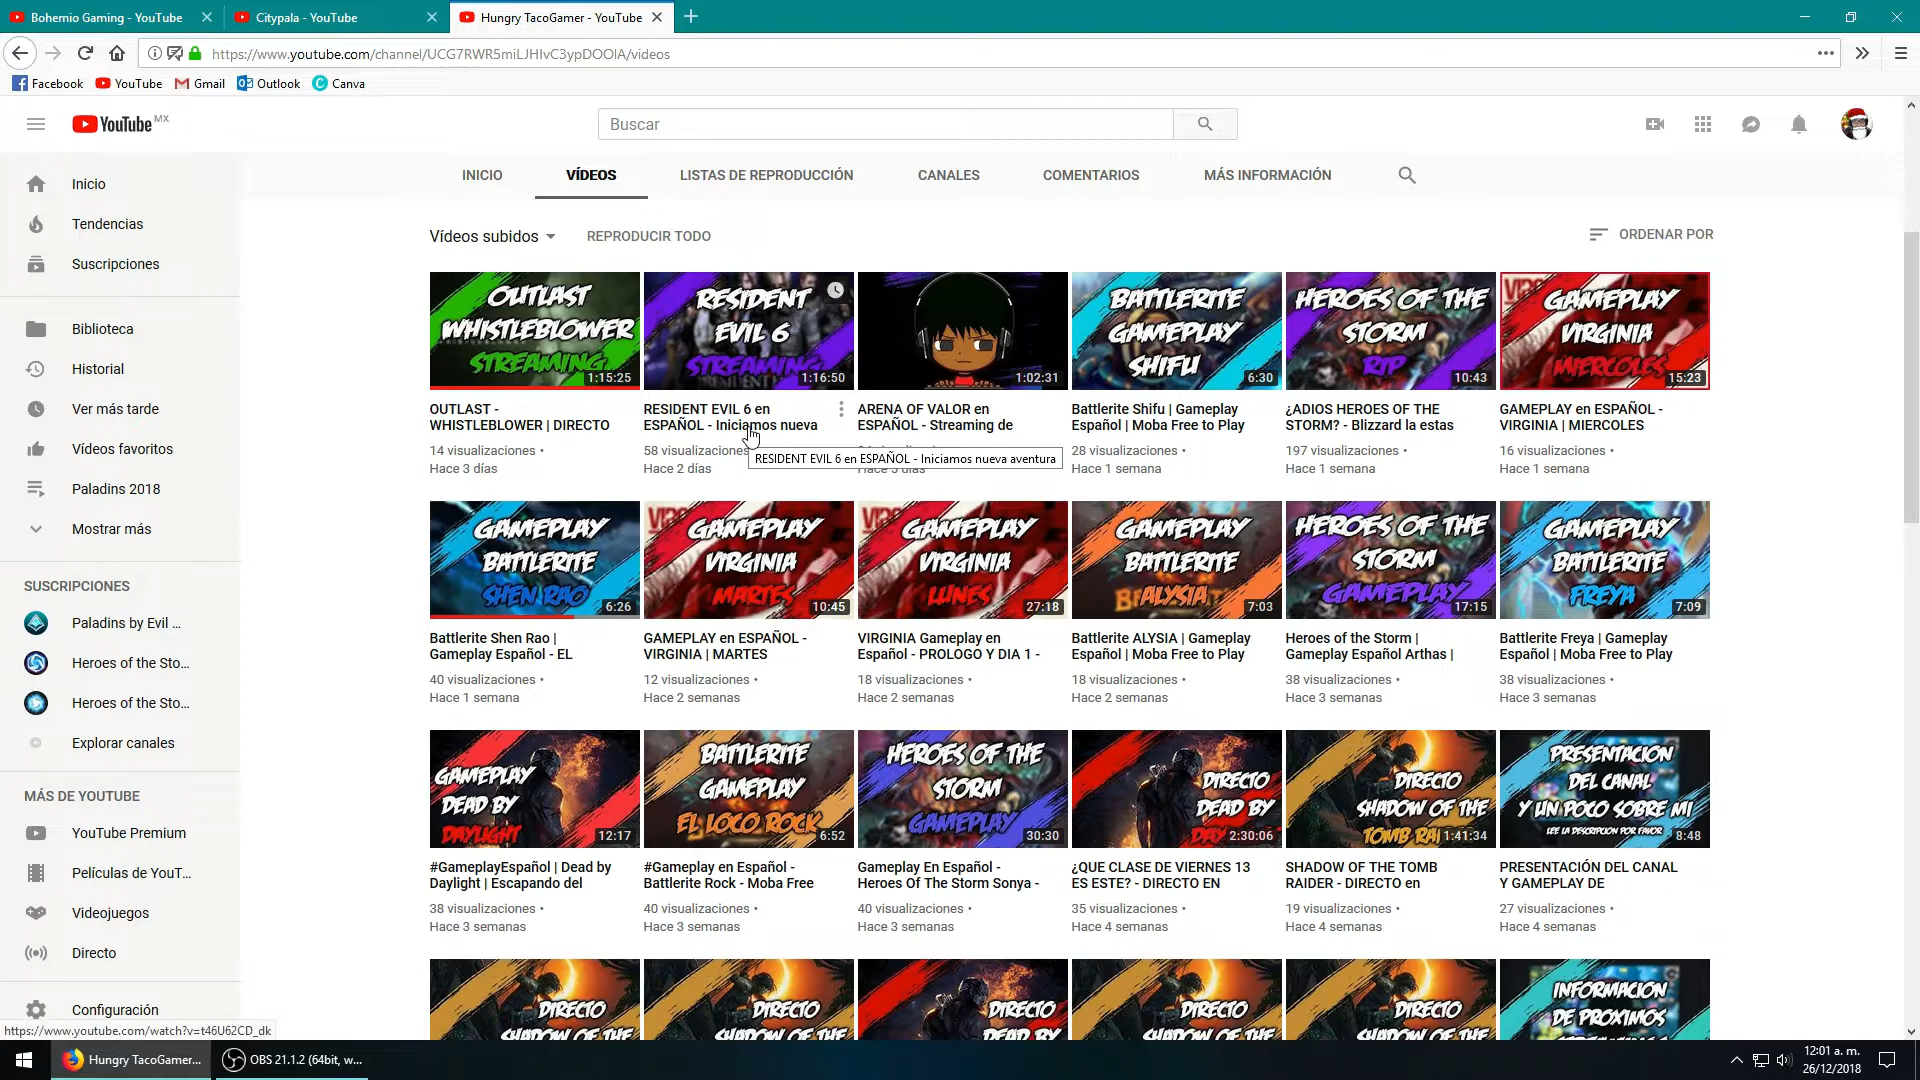 Bohemio Gaming - YouTube
Citypala - YouTube
Hungry TacoGamer - YouTube
https://www.youtube.com/channel/UCG7RWR5miLJHIvC3ypDOOlA/videos
Facebook
YouTube
Gmail
Outlook
Canva
YouTube MX
Buscar
INICIO
VÍDEOS
LISTAS DE REPRODUCCIÓN
CANALES
COMENTARIOS
MÁS INFORMACIÓN
Inicio
Tendencias
Suscripciones
Biblioteca
Historial
Ver más tarde
Vídeos favoritos
Paladins 2018
Mostrar más
SUSCRIPCIONES
Paladins by Evil ...
Heroes of the Sto...
Heroes of the Sto...
Explorar canales
MÁS DE YOUTUBE
YouTube Premium
Películas de YouT...
Videojuegos
Directo
Configuración
https://www.youtube.com/watch?v=t46U62CD_dk
Vídeos subidos
REPRODUCIR TODO
ORDENAR POR
OUTLAST
WHISTLEBLOWER
STREAMING
1:15:25
OUTLAST -
WHISTLEBLOWER | DIRECTO
14 visualizaciones •
Hace 3 días
RESIDENT
EVIL 6
STREAMING
1:16:50
RESIDENT EVIL 6 en
ESPAÑOL - Iniciamos nueva
58 visualizaciones
Hace 2 días
RESIDENT EVIL 6 en ESPAÑOL - Iniciamos nueva aventura
1:02:31
ARENA OF VALOR en
ESPAÑOL - Streaming de
BATTLERITE
GAMEPLAY
SHIFU
6:30
Battlerite Shifu | Gameplay
Español | Moba Free to Play
28 visualizaciones •
Hace 1 semana
HEROES OF THE
STORM
RIP
10:43
¿ADIOS HEROES OF THE
STORM? - Blizzard la estas
197 visualizaciones •
Hace 1 semana
GAMEPLAY
VIRGINIA
MIERCOLES
15:23
GAMEPLAY en ESPAÑOL -
VIRGINIA | MIERCOLES
16 visualizaciones •
Hace 1 semana
GAMEPLAY
BATTLERITE
SHEN RAO
6:26
Battlerite Shen Rao |
Gameplay Español - EL
40 visualizaciones •
Hace 1 semana
GAMEPLAY
VIRGINIA
MARTES
10:45
GAMEPLAY en ESPAÑOL -
VIRGINIA | MARTES
12 visualizaciones •
Hace 2 semanas
GAMEPLAY
VIRGINIA
LUNES
27:18
VIRGINIA Gameplay en
Español - PROLOGO Y DIA 1 -
18 visualizaciones •
Hace 2 semanas
GAMEPLAY
BATTLERITE
ALYSIA
7:03
Battlerite ALYSIA | Gameplay
Español | Moba Free to Play
18 visualizaciones •
Hace 2 semanas
HEROES OF THE
STORM
GAMEPLAY
17:15
Heroes of the Storm |
Gameplay Español Arthas |
38 visualizaciones •
Hace 3 semanas
GAMEPLAY
BATTLERITE
FREYA
7:09
Battlerite Freya | Gameplay
Español | Moba Free to Play
38 visualizaciones •
Hace 3 semanas
GAMEPLAY
DEAD BY
DAYLIGHT
12:17
#GameplayEspañol | Dead by
Daylight | Escapando del
38 visualizaciones •
Hace 3 semanas
BATTLERITE
GAMEPLAY
EL LOCO ROCK
6:52
#Gameplay en Español -
Battlerite Rock - Moba Free
40 visualizaciones •
Hace 3 semanas
HEROES OF THE
STORM
GAMEPLAY
30:30
Gameplay En Español -
Heroes Of The Storm Sonya -
40 visualizaciones •
Hace 3 semanas
DIRECTO
DEAD BY
DAY
2:30:06
¿QUE CLASE DE VIERNES 13
ES ESTE? - DIRECTO EN
35 visualizaciones •
Hace 4 semanas
DIRECTO
SHADOW OF THE
TOMB RAI
1:41:34
SHADOW OF THE TOMB
RAIDER - DIRECTO en
19 visualizaciones •
Hace 4 semanas
PRESENTACION
DEL CANAL
Y UN POCO SOBRE MI
LEE LA DESCRIPCION POR FAVOR
8:48
PRESENTACIÓN DEL CANAL
Y GAMEPLAY DE
27 visualizaciones •
Hace 4 semanas
DIRECTO
SHADOW OF THE
DIRECTO
SHADOW OF THE
DIRECTO
DEAD BY
DIRECTO
SHADOW OF THE
DIRECTO
SHADOW OF THE
INFORMACION
DE PROXIMOS
Hungry TacoGamer...
OBS 21.1.2 (64bit, w...
12:01 a. m.
26/12/2018